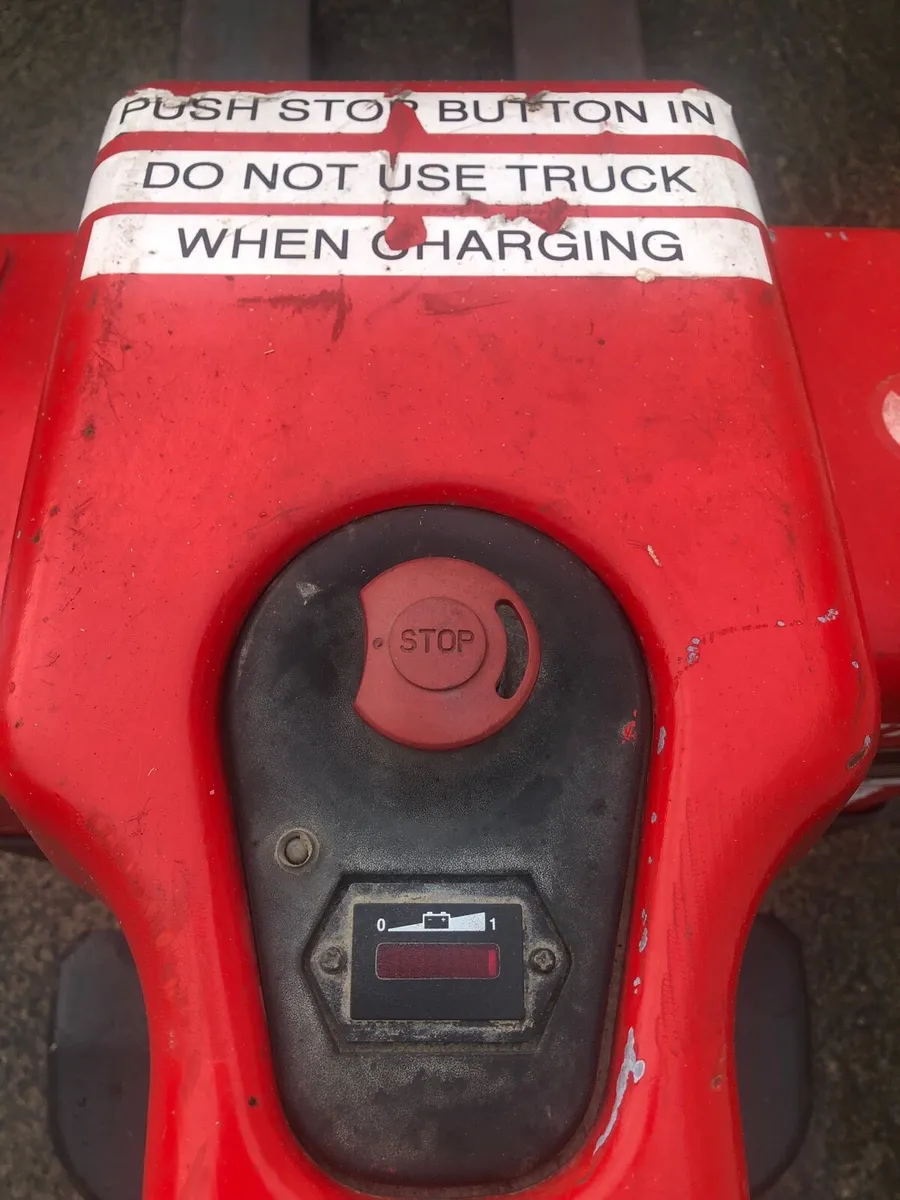 PUSH STOP BUTTON IN
DO NOT USE TRUCK
WHEN CHARGING
STOP
0 - + 1